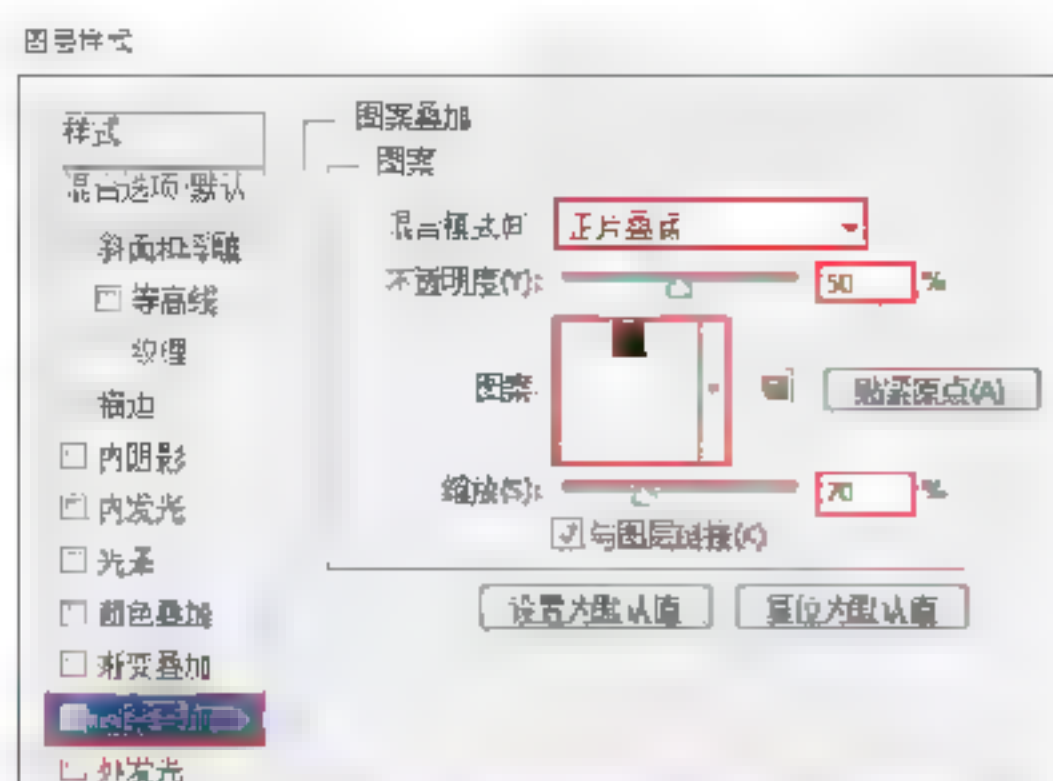 图层样式
样式
混合选项:默认
斜面和浮雕
等高线
纹理
描边
内阴影
内发光
光泽
颜色叠加
渐变叠加
图案叠加
外发光
图案叠加
图案
混合模式
正片叠底
不透明度(Y):
50
%
图案:
贴紧原点(A)
缩放(S):
70
%
与图层链接(K)
设置为默认值
复位为默认值